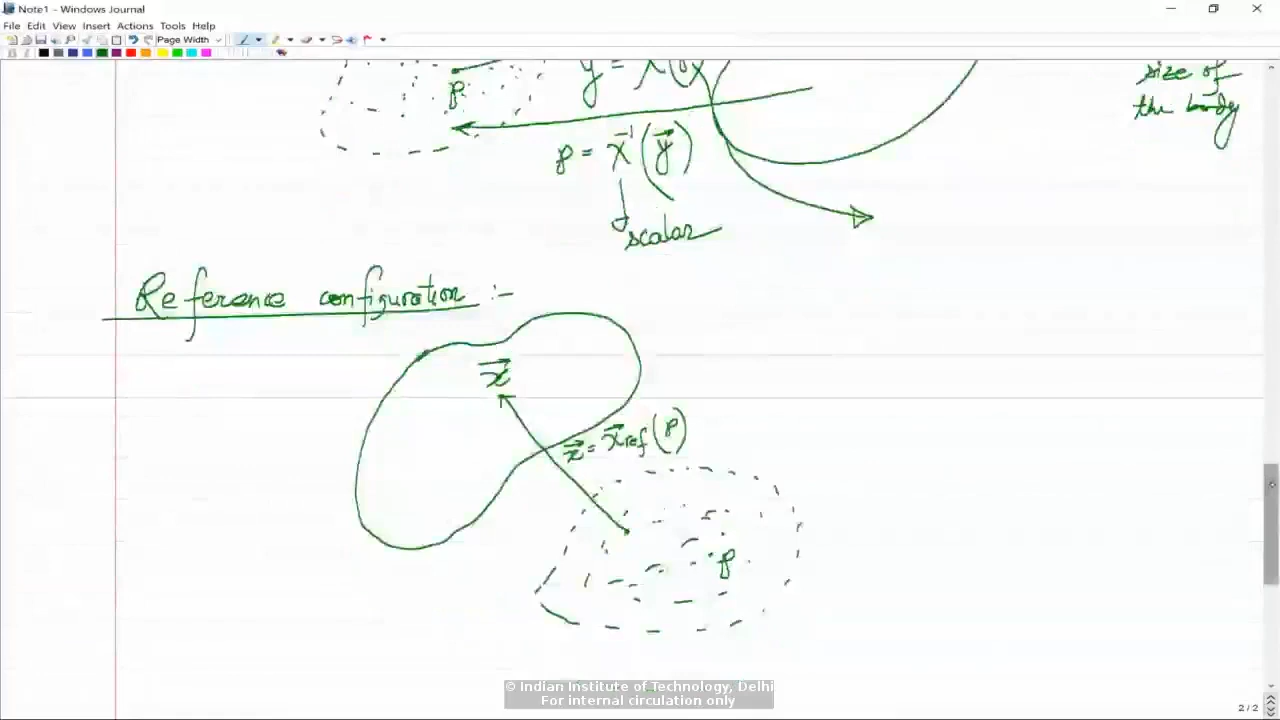 Note1 - Windows Journal
File Edit View Insert Actions Tools Help
Page Width
size of
the body
p
p = χ⁻¹(y⃗)
scalar
Reference configuration :-
x⃗
x⃗ = x⃗ref(p)
p
© Indian Institute of Technology, Delhi
For internal circulation only
2 / 2